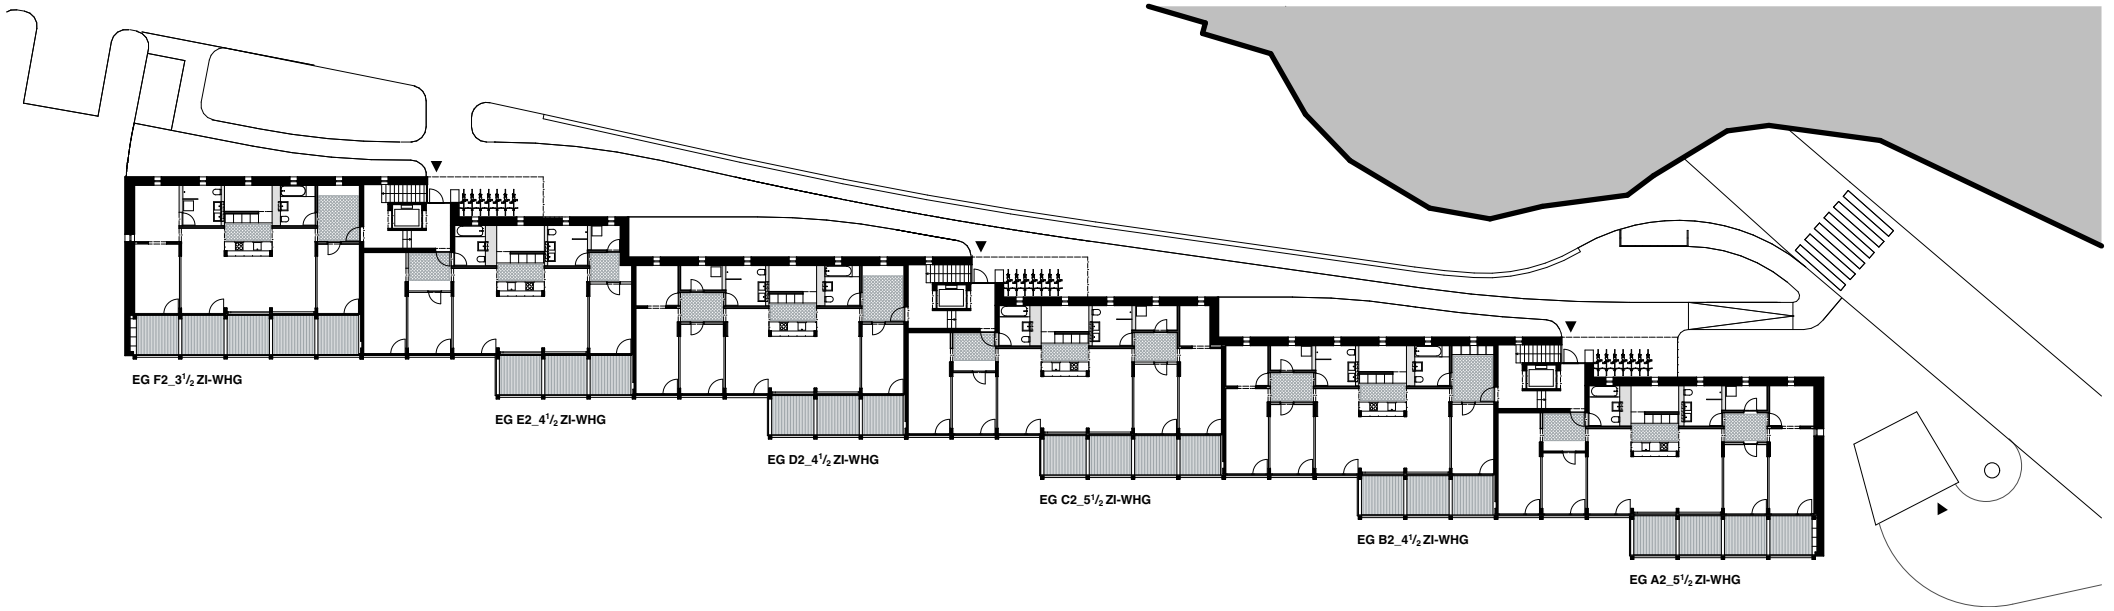 EG F2_3¹/₂ ZI-WHG
EG E2_4¹/₂ ZI-WHG
EG D2_4¹/₂ ZI-WHG
EG C2_5¹/₂ ZI-WHG
EG B2_4¹/₂ ZI-WHG
EG A2_5¹/₂ ZI-WHG